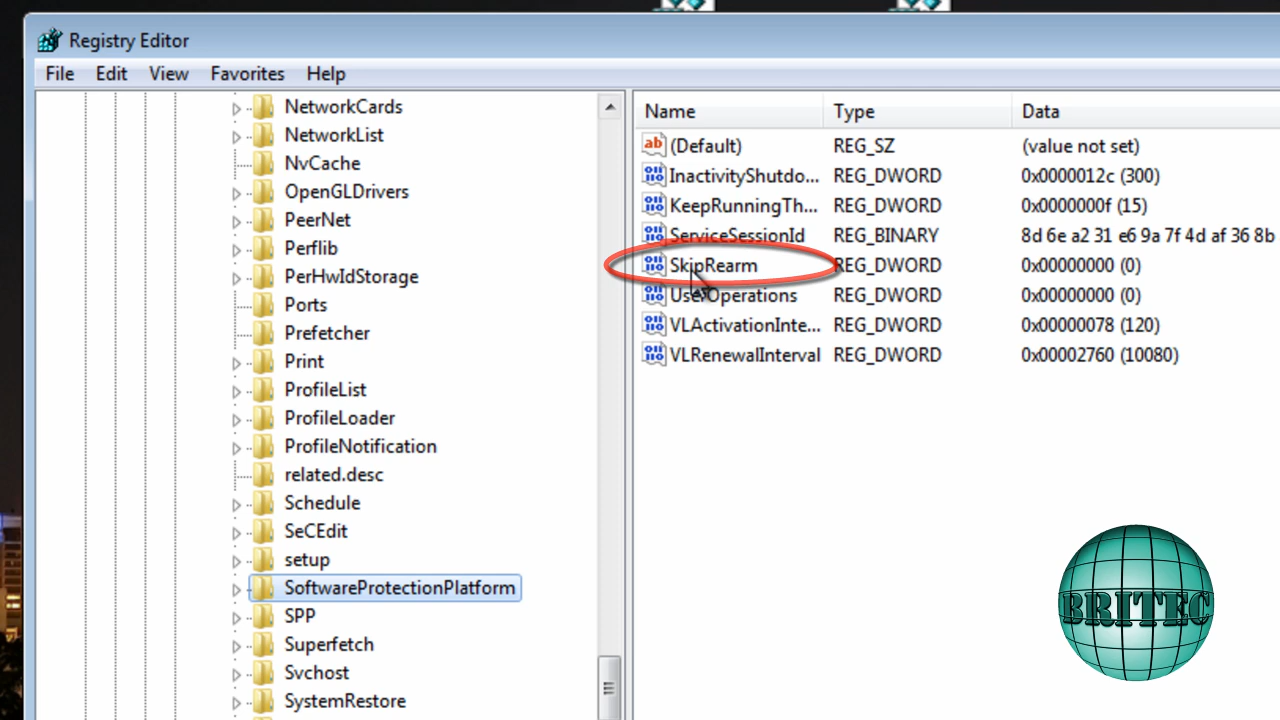 Registry Editor
File Edit View Favorites Help
NetworkCards
NetworkList
NvCache
OpenGLDrivers
PeerNet
Perflib
PerHwIdStorage
Ports
Prefetcher
Print
ProfileList
ProfileLoader
ProfileNotification
related.desc
Schedule
SeCEdit
setup
SoftwareProtectionPlatform
SPP
Superfetch
Svchost
SystemRestore
Name Type Data
(Default) REG_SZ (value not set)
InactivityShutdo... REG_DWORD 0x0000012c (300)
KeepRunningTh... REG_DWORD 0x0000000f (15)
ServiceSessionId REG_BINARY 8d 6e a2 31 e6 9a 7f 4d af 36 8b
SkipRearm REG_DWORD 0x00000000 (0)
UserOperations REG_DWORD 0x00000000 (0)
VLActivationInte... REG_DWORD 0x00000078 (120)
VLRenewalInterval REG_DWORD 0x00002760 (10080)
BRITEC